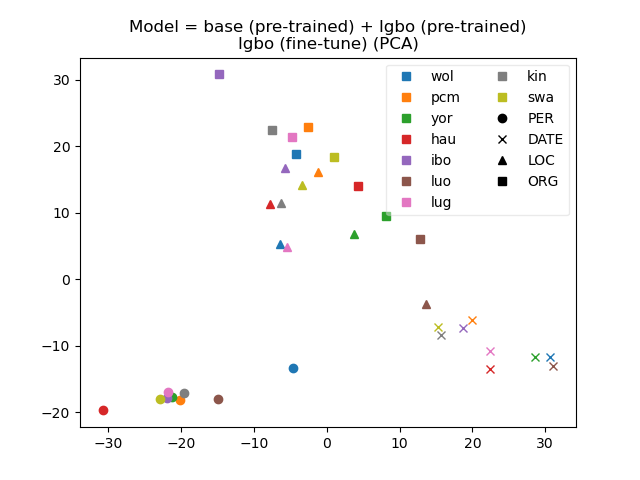 Model = base (pre-trained) + Igbo (pre-trained)
Igbo (fine-tune) (PCA)
30
20
10
0
−10
−20
−30
−20
−10
0
10
20
30
wol
pcm
yor
hau
ibo
luo
lug
kin
swa
PER
DATE
LOC
ORG